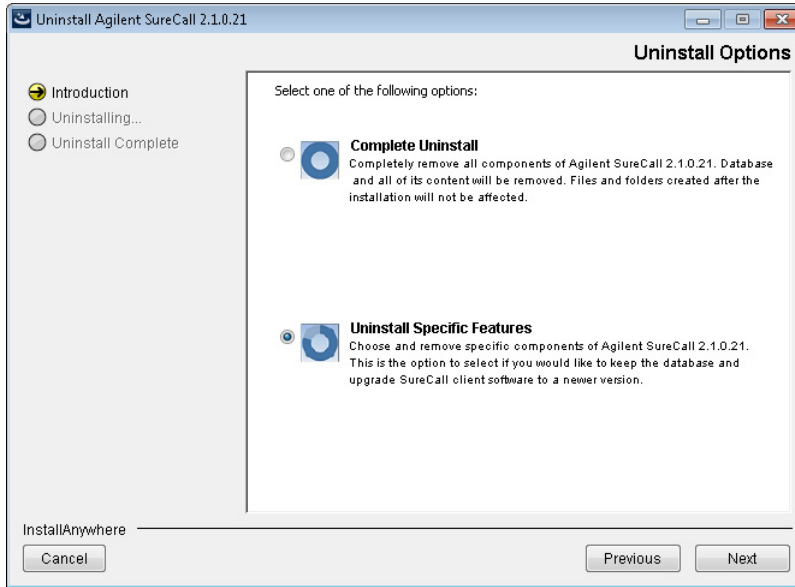 Uninstall Agilent SureCall 2.1.0.21
Uninstall Options
Introduction
Uninstalling...
Uninstall Complete
Select one of the following options:
Complete Uninstall
Completely remove all components of Agilent SureCall 2.1.0.21. Database
and all of its content will be removed. Files and folders created after the
installation will not be affected.
Uninstall Specific Features
Choose and remove specific components of Agilent SureCall 2.1.0.21.
This is the option to select if you would like to keep the database and
upgrade SureCall client software to a newer version.
InstallAnywhere
Cancel
Previous
Next